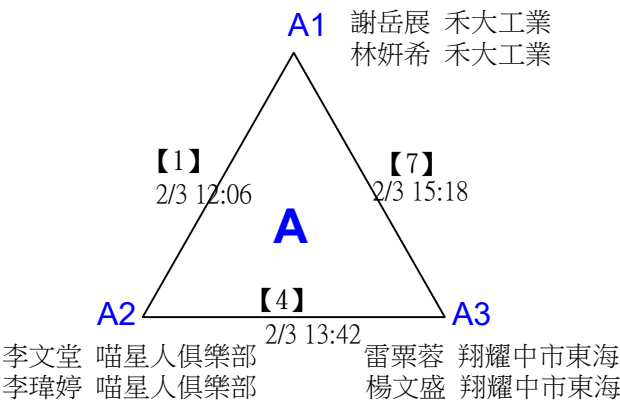 A1 謝岳展 禾大工業
林妍希 禾大工業
【1】
2/3 12:06
【7】
2/3 15:18
A
【4】
2/3 13:42
A2
A3
李文堂 喵星人俱樂部
李瑋婷 喵星人俱樂部
雷粟蓉 翔耀中市東海
楊文盛 翔耀中市東海